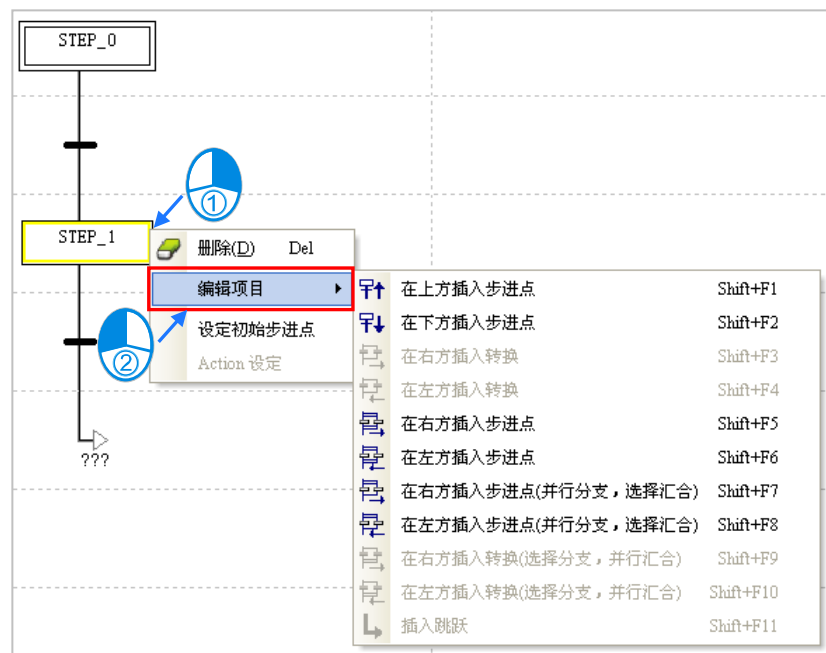 STEP_0
①
STEP_1
删除(D) Del
编辑项目
设定初始步进点
Action 设定
②
???
在上方插入步进点 Shift+F1
在下方插入步进点 Shift+F2
在右方插入转换 Shift+F3
在左方插入转换 Shift+F4
在右方插入步进点 Shift+F5
在左方插入步进点 Shift+F6
在右方插入步进点(并行分支，选择汇合) Shift+F7
在左方插入步进点(并行分支，选择汇合) Shift+F8
在右方插入转换(选择分支，并行汇合) Shift+F9
在左方插入转换(选择分支，并行汇合) Shift+F10
插入跳跃 Shift+F11